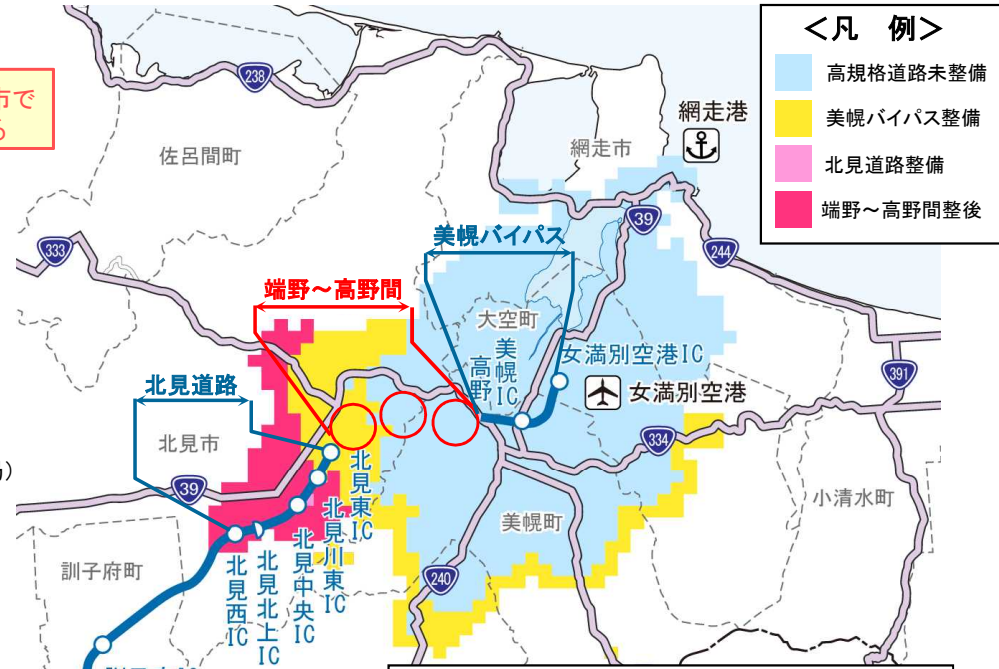 ＜凡　例＞
高規格道路未整備
美幌バイパス整備
北見道路整備
端野～高野間整後
市で
238
佐呂間町
網走市
網走港
39
333
244
美幌バイパス
端野～高野間
大空町
女満別空港IC
美幌IC
高野
女満別空港
391
北見道路
北見市
334
39
北見東IC
北見川東IC
北見中央IC
北見北上IC
北見西IC
美幌町
小清水町
訓子府町
240